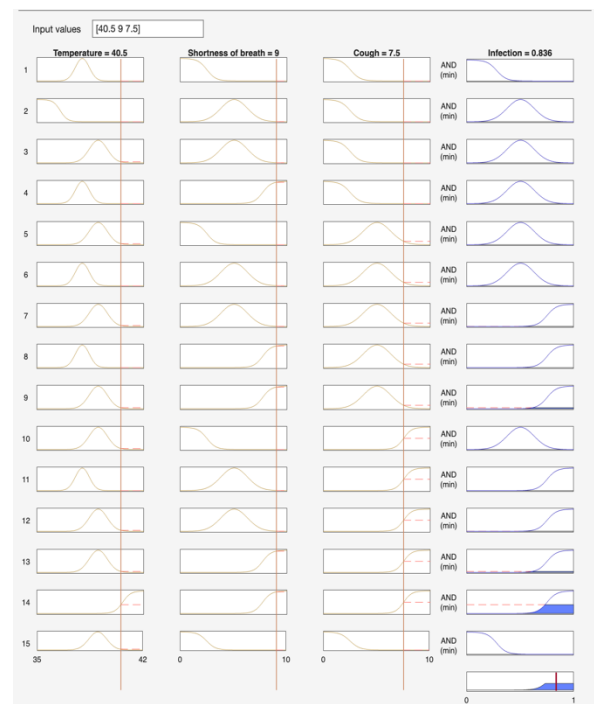 Input values [40.5 9 7.5]
Temperature = 40.5 Shortness of breath = 9 Cough = 7.5 Infection = 0.836
1 AND
(min)
2 AND
(min)
3 AND
(min)
4 AND
(min)
5 AND
(min)
6 AND
(min)
7 AND
(min)
8 AND
(min)
9 AND
(min)
10 AND
(min)
11 AND
(min)
12 AND
(min)
13 AND
(min)
14 AND
(min)
15 AND
(min)
35 42 0 10 0 10
0 1